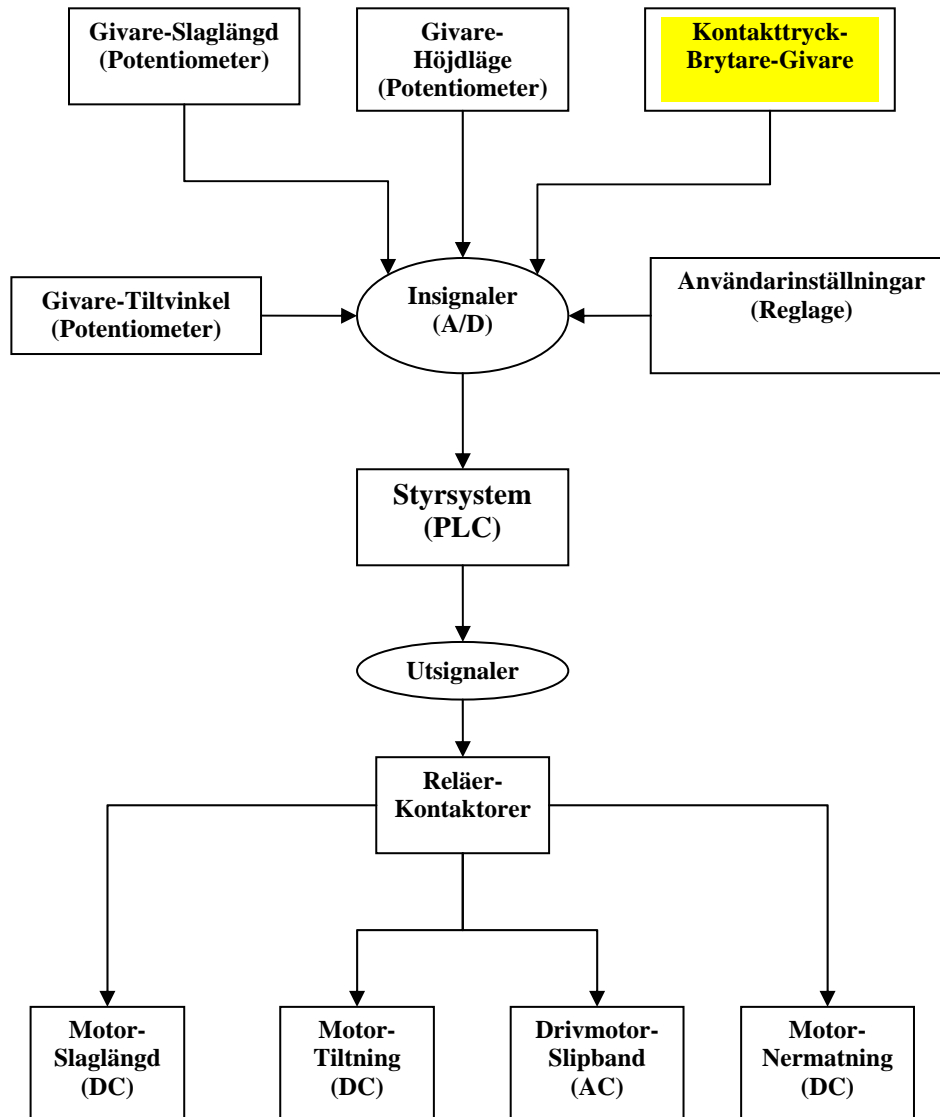 Givare-Slaglängd
(Potentiometer)
Givare-
Höjdläge
(Potentiometer)
Kontakttryck-
Brytare-Givare
Givare-Tiltvinkel
(Potentiometer)
Insignaler
(A/D)
Användarinställningar
(Reglage)
Styrsystem
(PLC)
Utsignaler
Reläer-
Kontaktorer
Motor-
Slaglängd
(DC)
Motor-
Tiltning
(DC)
Drivmotor-
Slipband
(AC)
Motor-
Nermatning
(DC)